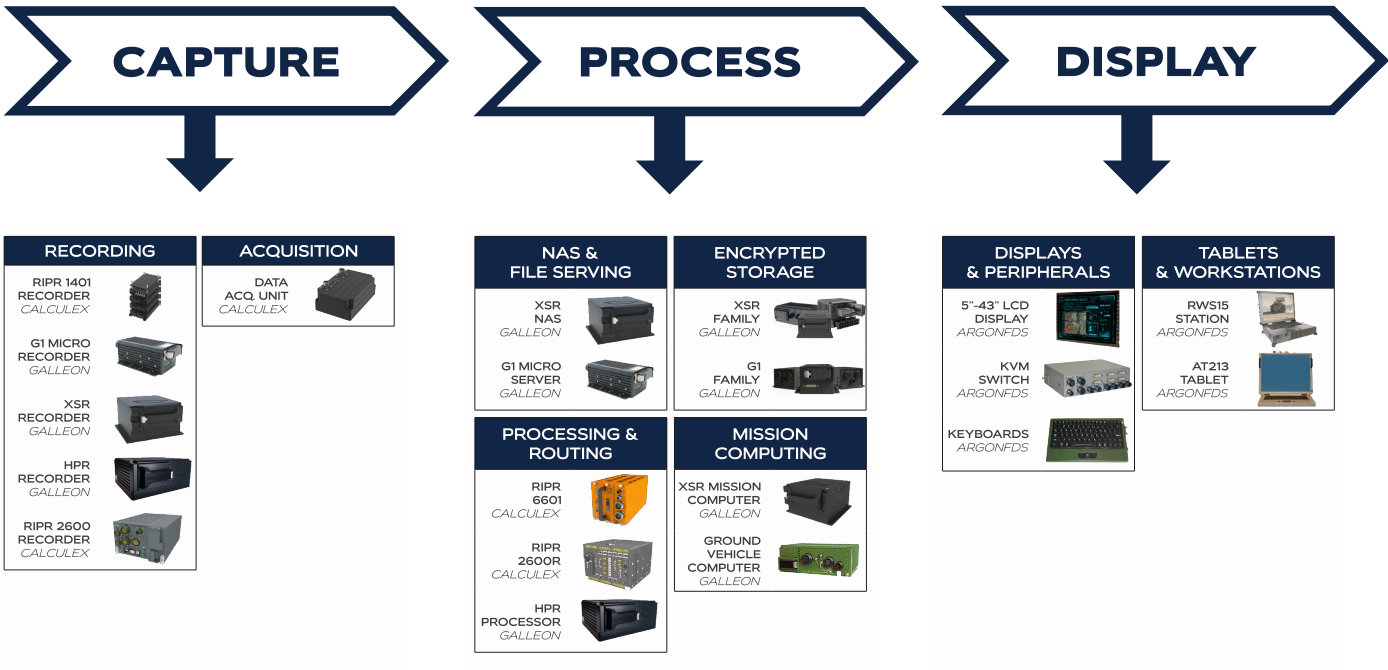 CAPTURE
PROCESS
DISPLAY
RECORDING
RIPR 1401
RECORDER
CALCULEX
G1 MICRO
RECORDER
GALLEON
XSR
RECORDER
GALLEON
HPR
RECORDER
GALLEON
RIPR 2600
RECORDER
CALCULEX
ACQUISITION
DATA
ACQ. UNIT
CALCULEX
NAS &
FILE SERVING
XSR
NAS
GALLEON
G1 MICRO
SERVER
GALLEON
ENCRYPTED
STORAGE
XSR
FAMILY
GALLEON
G1
FAMILY
GALLEON
PROCESSING &
ROUTING
RIPR
6601
CALCULEX
RIPR
2600R
CALCULEX
HPR
PROCESSOR
GALLEON
MISSION
COMPUTING
XSR MISSION
COMPUTER
GALLEON
GROUND
VEHICLE
COMPUTER
GALLEON
DISPLAYS
& PERIPHERALS
5"-43" LCD
DISPLAY
ARGONFDS
KVM
SWITCH
ARGONFDS
KEYBOARDS
ARGONFDS
TABLETS
& WORKSTATIONS
RWS15
STATION
ARGONFDS
AT213
TABLET
ARGONFDS